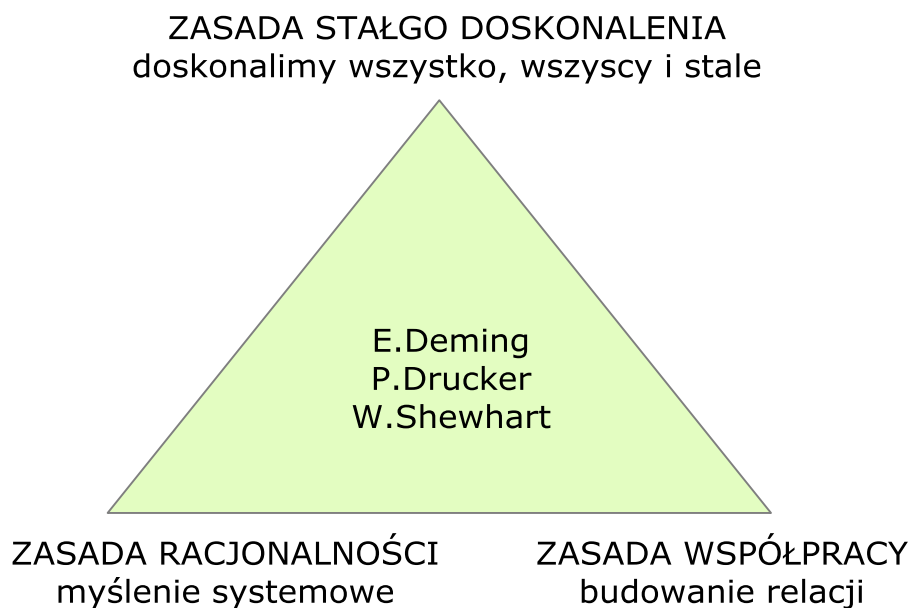 ZASADA STAŁGO DOSKONALENIA
doskonalimy wszystko, wszyscy i stale
E.Deming
P.Drucker
W.Shewhart
ZASADA RACJONALNOŚCI
myślenie systemowe
ZASADA WSPÓŁPRACY
budowanie relacji